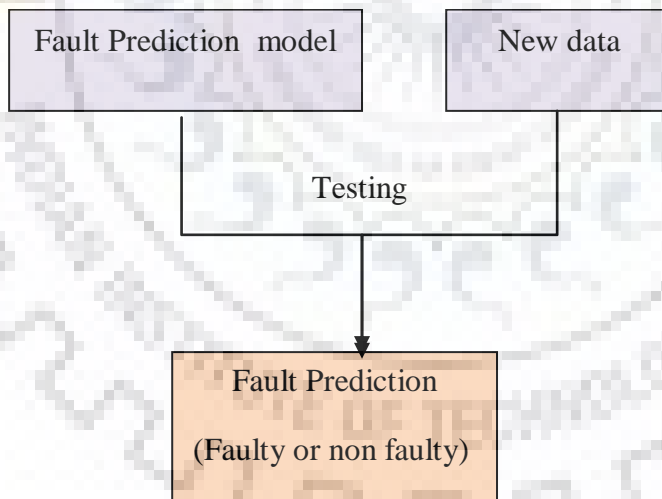 Fault Prediction model
New data
Testing
Fault Prediction
(Faulty or non faulty)